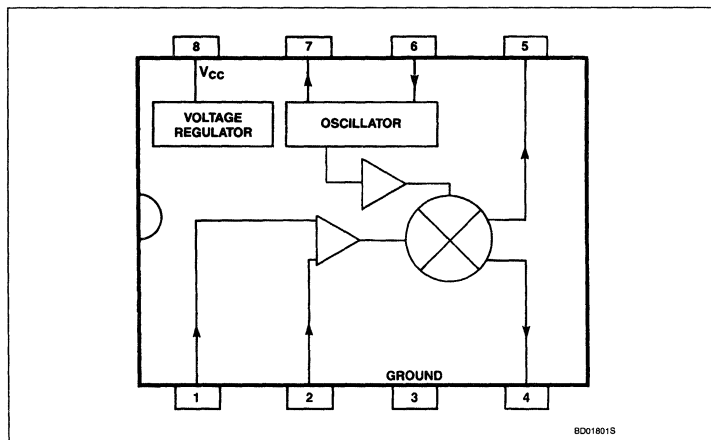 8 7 6 5
VCC
VOLTAGE
REGULATOR
OSCILLATOR
GROUND
1 2 3 4
BD01801S